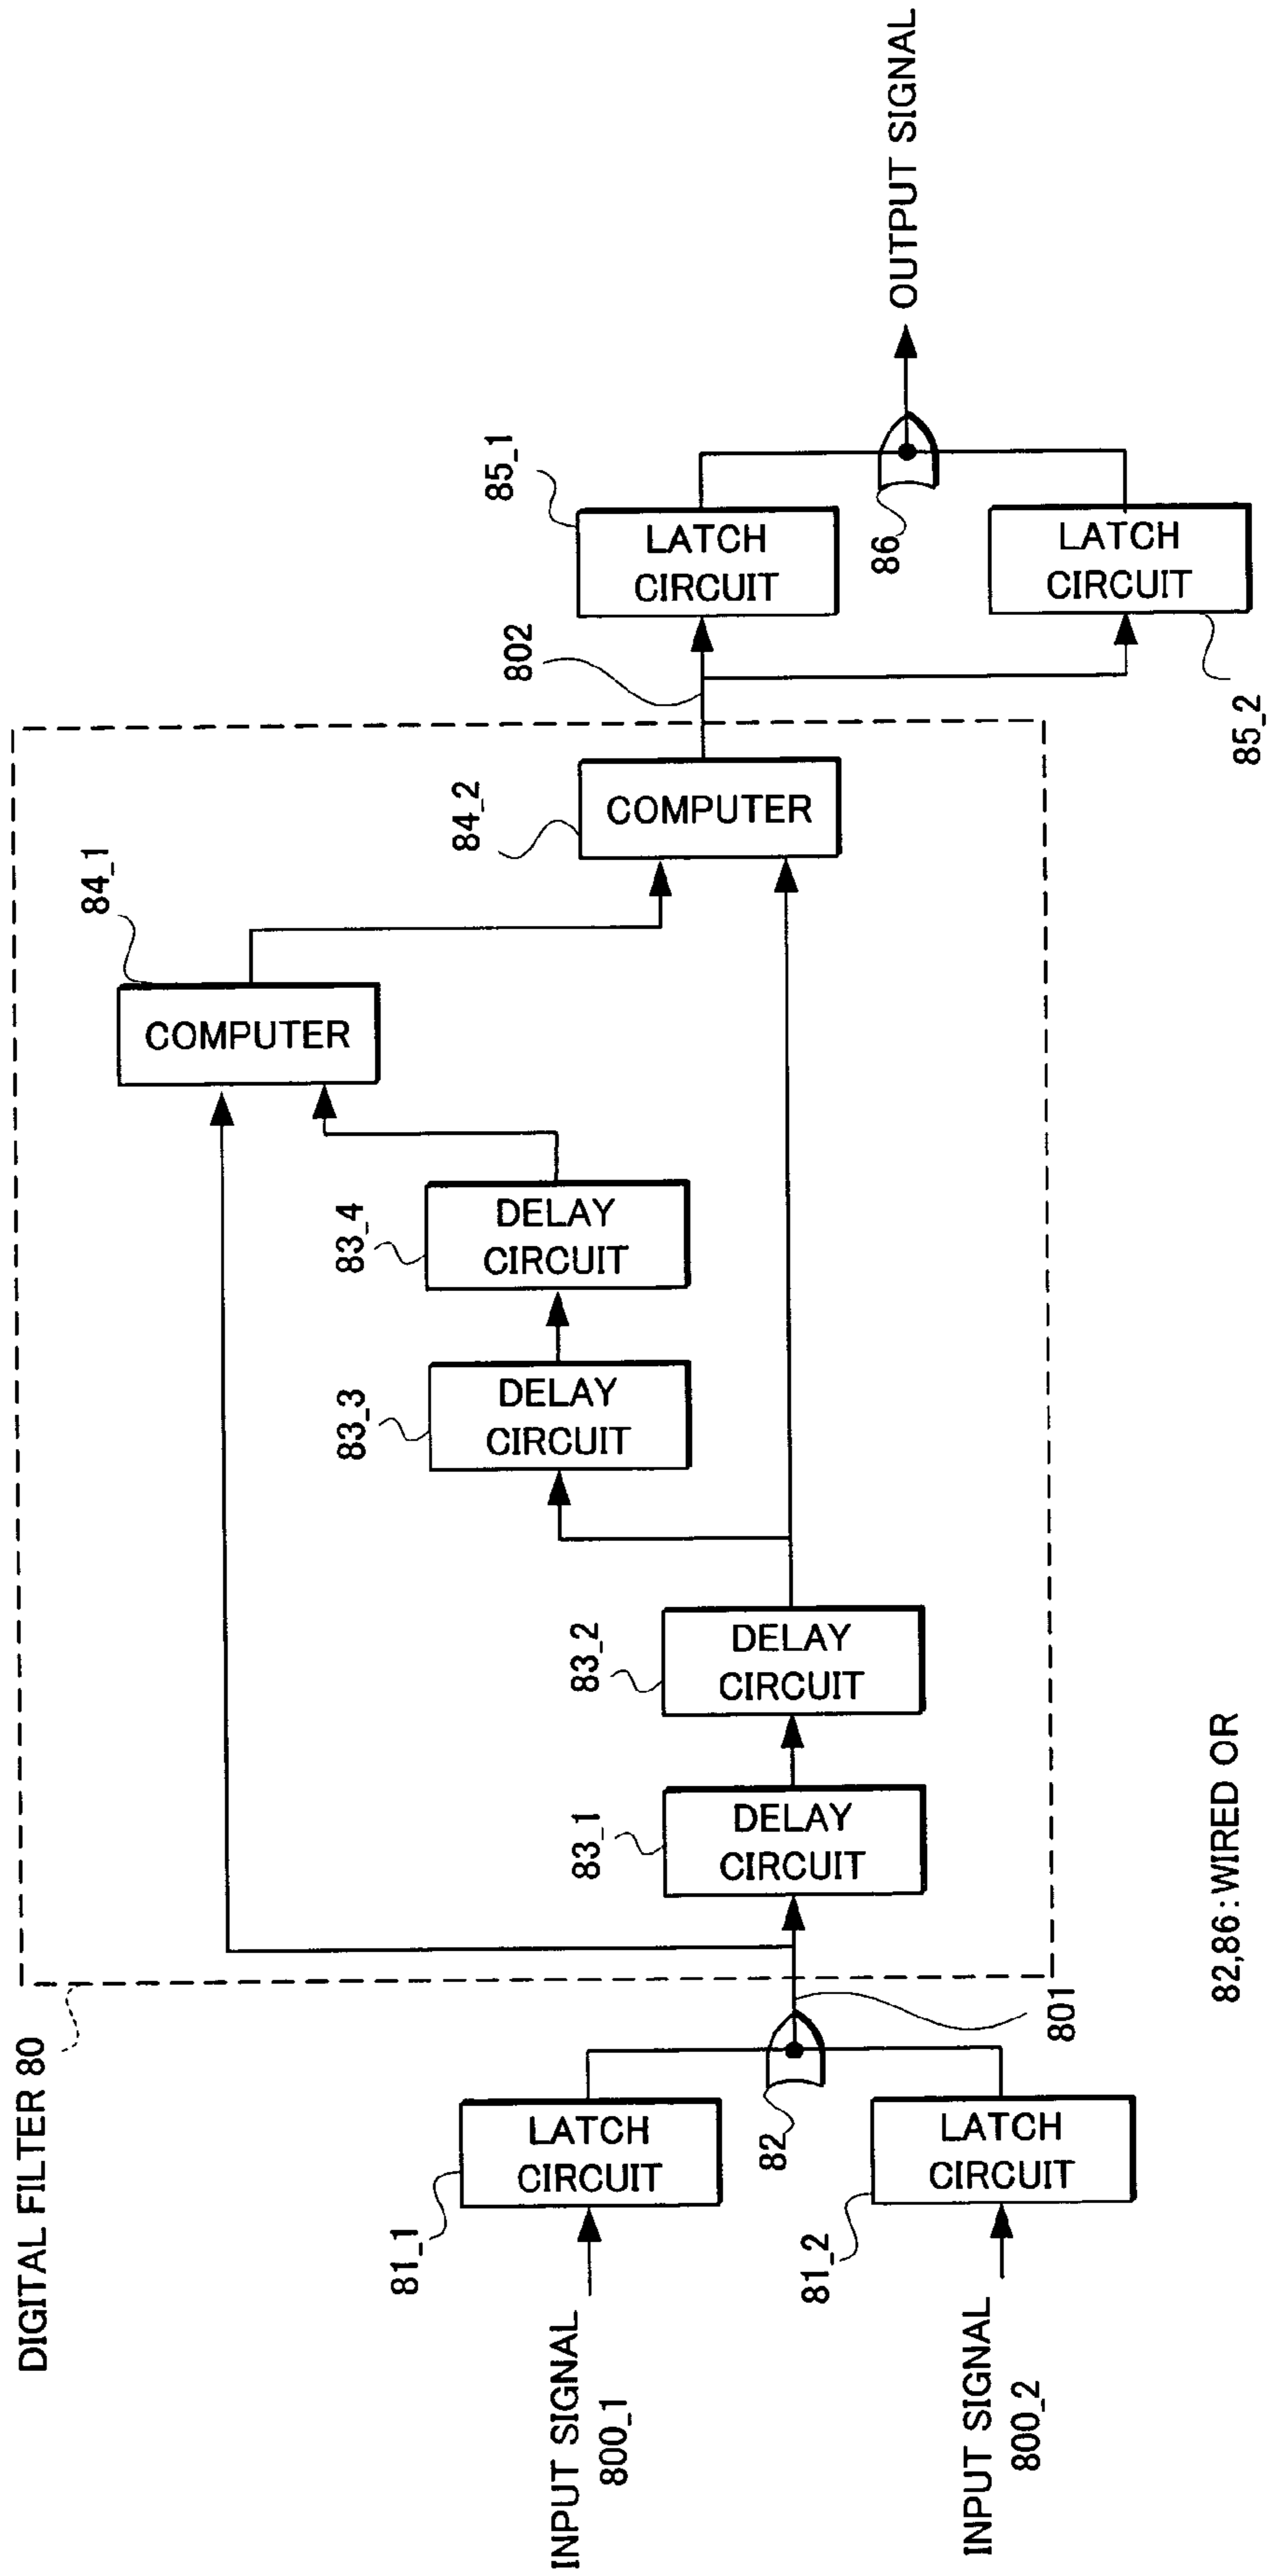 DIGITAL FILTER 80
INPUT SIGNAL
800_1
INPUT SIGNAL
800_2
81_1
LATCH
CIRCUIT
81_2
LATCH
CIRCUIT
82
801
83_1
DELAY
CIRCUIT
83_2
DELAY
CIRCUIT
83_3
DELAY
CIRCUIT
83_4
DELAY
CIRCUIT
84_1
COMPUTER
84_2
COMPUTER
802
85_1
LATCH
CIRCUIT
85_2
LATCH
CIRCUIT
86
OUTPUT SIGNAL
82,86 : WIRED OR